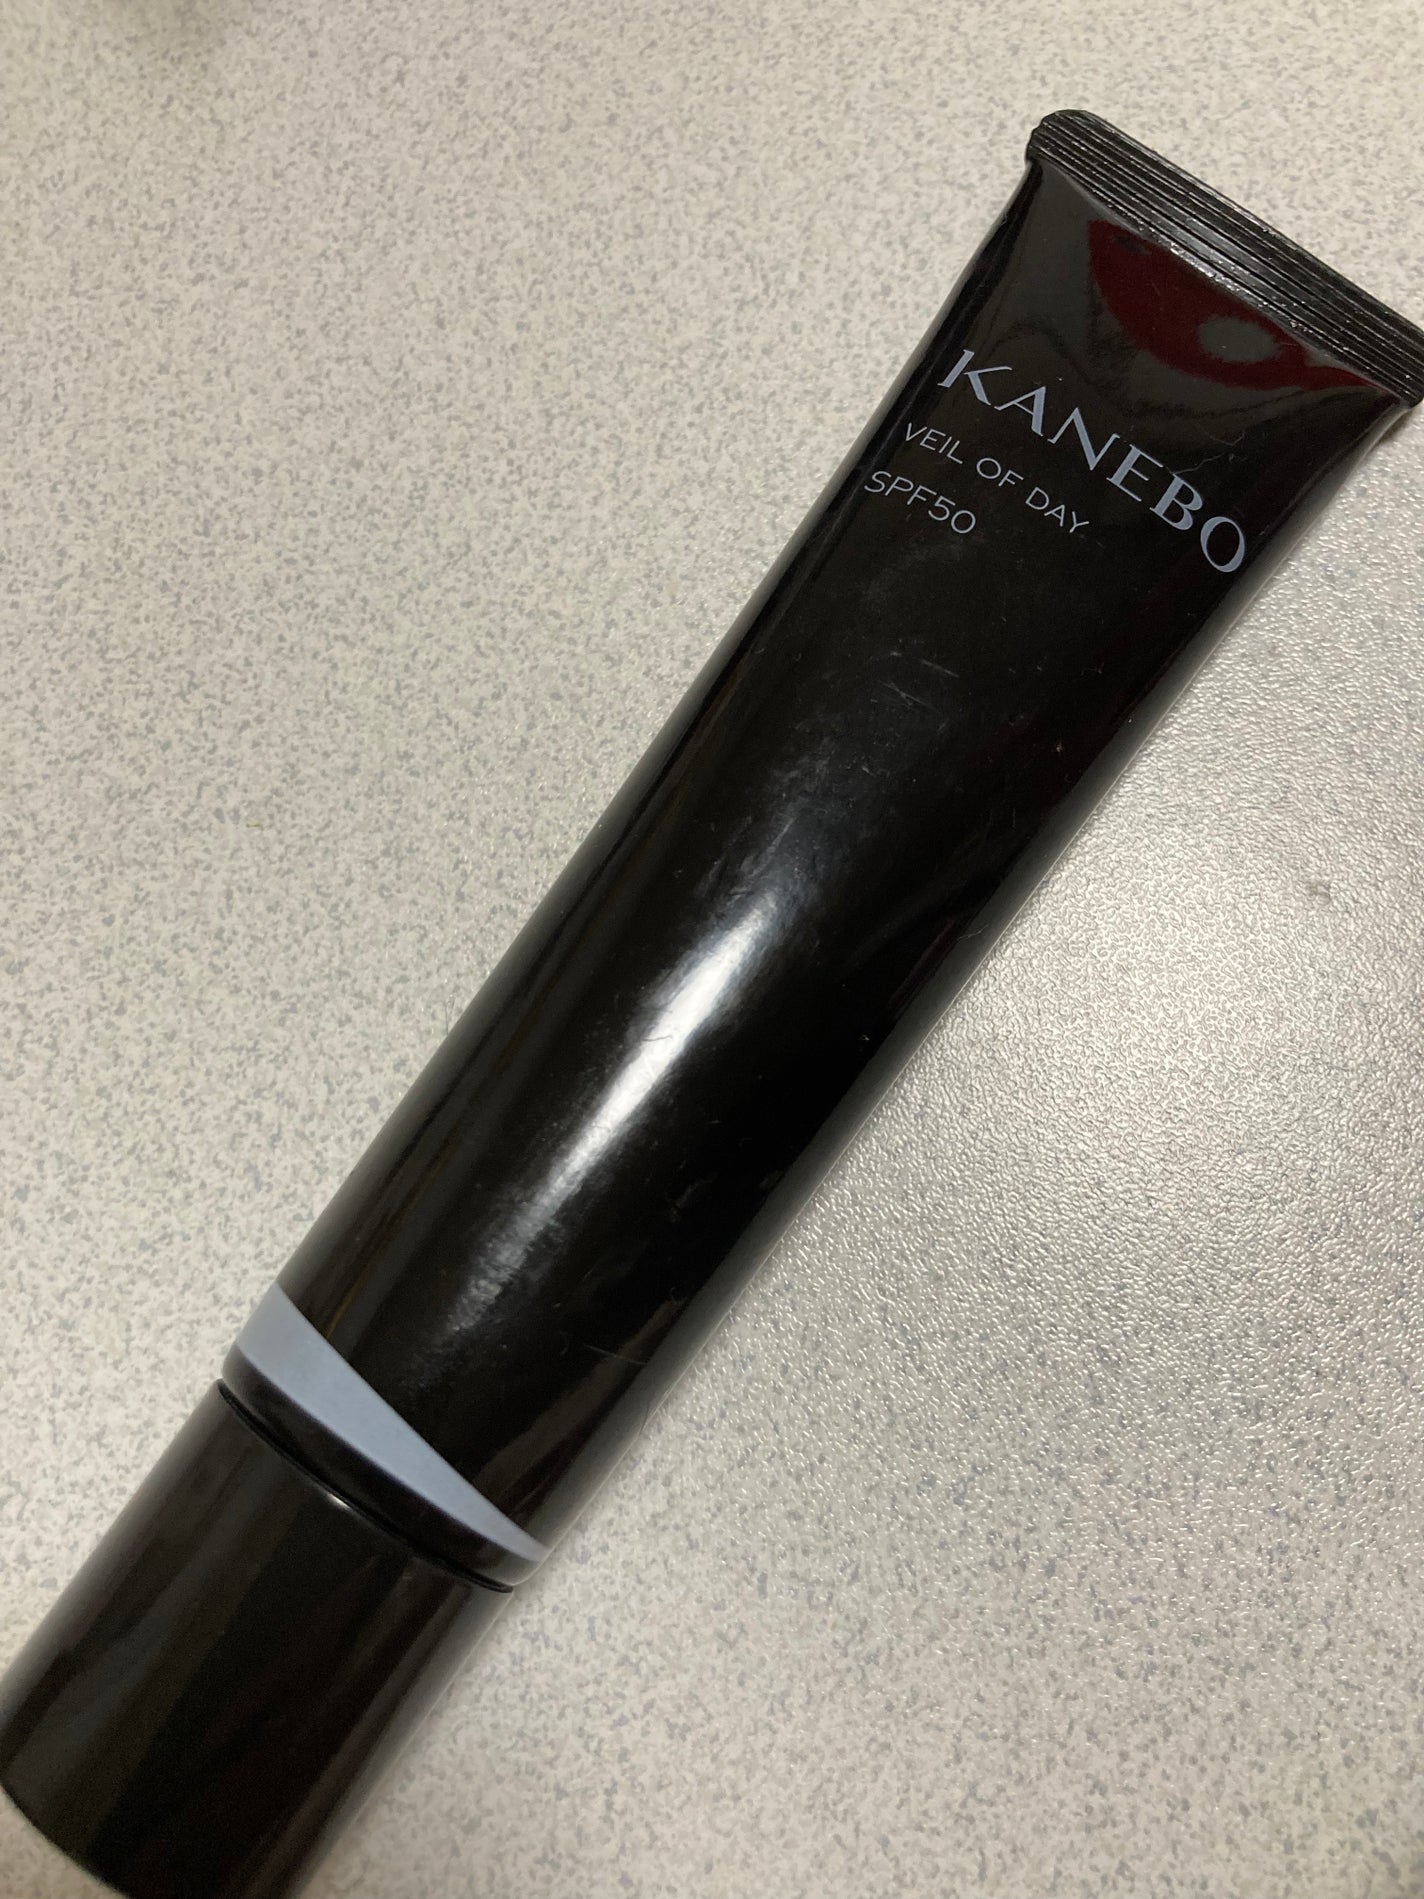 KANEBO
VEIL OF DAY
SPF50